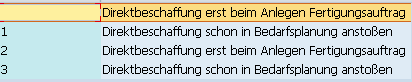 Direktbeschaffung erst beim Anlegen Fertigungsauftrag
1 Direktbeschaffung schon in Bedarfsplanung anstoßen
2 Direktbeschaffung erst beim Anlegen Fertigungsauftrag
3 Direktbeschaffung schon in Bedarfsplanung anstoßen